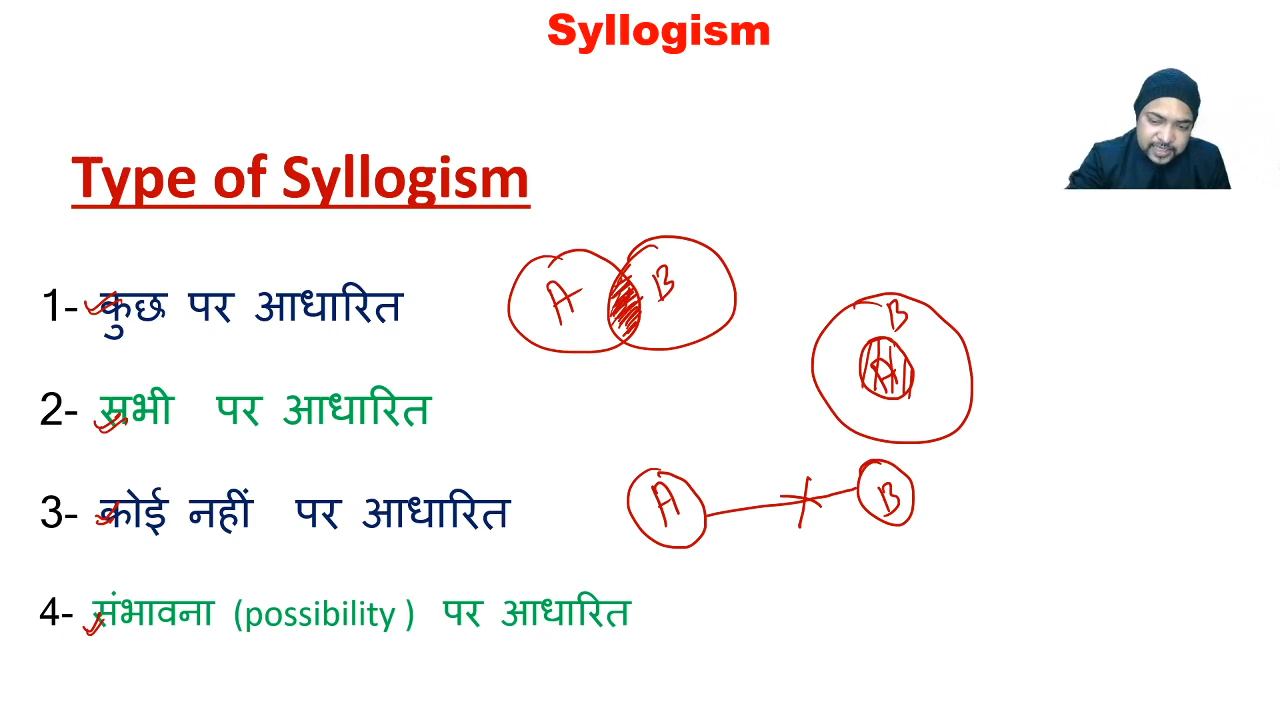 Syllogism
Type of Syllogism
1- कुछ पर आधारित
A B
B
A
2- सभी पर आधारित
3- कोई नहीं पर आधारित
A B
4- संभावना (possibility ) पर आधारित